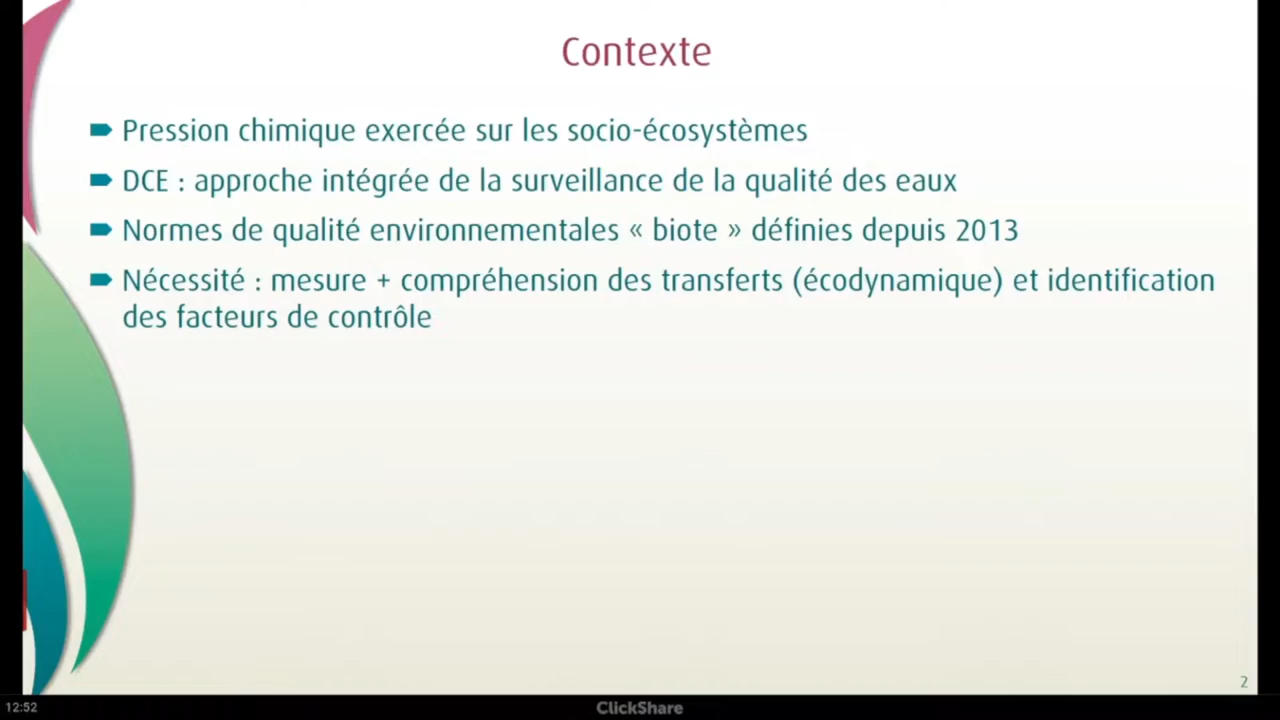 Contexte
Pression chimique exercée sur les socio-écosystèmes
DCE : approche intégrée de la surveillance de la qualité des eaux
Normes de qualité environnementales « biote » définies depuis 2013
Nécessité : mesure + compréhension des transferts (écodynamique) et identification
des facteurs de contrôle
2
12:52
ClickShare